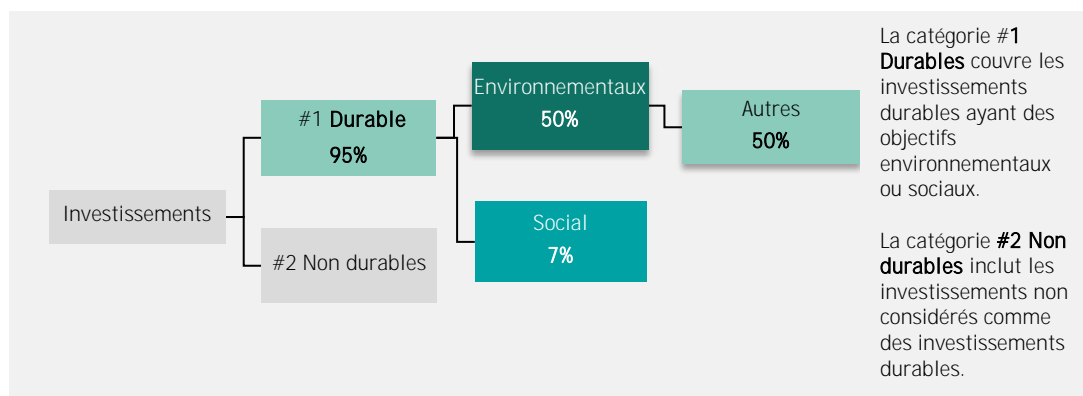 Investissements
#1 Durable
95%
#2 Non durables
Environnementaux
50%
Social
7%
Autres
50%
La catégorie #1
Durables couvre les
investissements
durables ayant des
objectifs
environnementaux
ou sociaux.
La catégorie #2 Non
durables inclut les
investissements non
considérés comme
des investissements
durables.